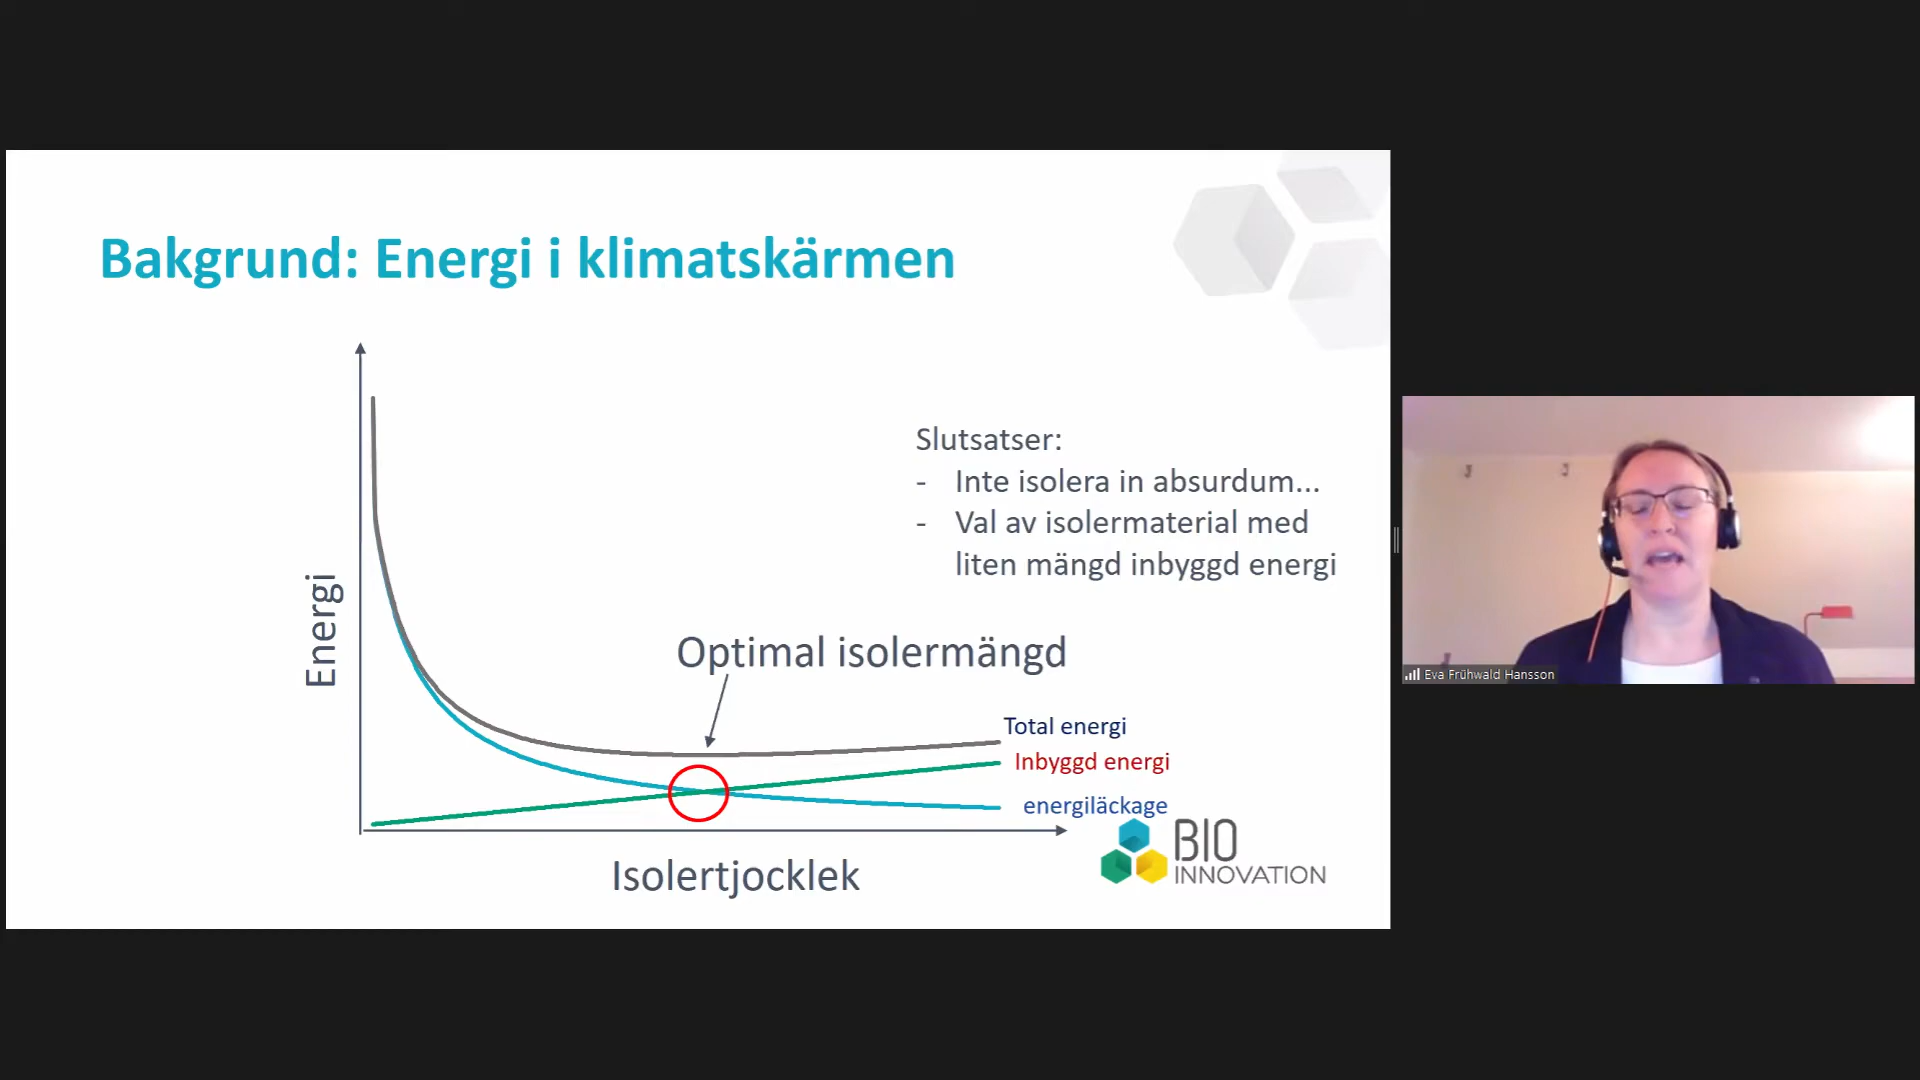 Bakgrund: Energi i klimatskärmen
Slutsatser:
- Inte isolera in absurdum...
- Val av isolermaterial med
liten mängd inbyggd energi
Energi
Optimal isolermängd
Total energi
Inbyggd energi
energiläckage
Isolertjocklek
BIO
INNOVATION
Eva Frühwald Hansson